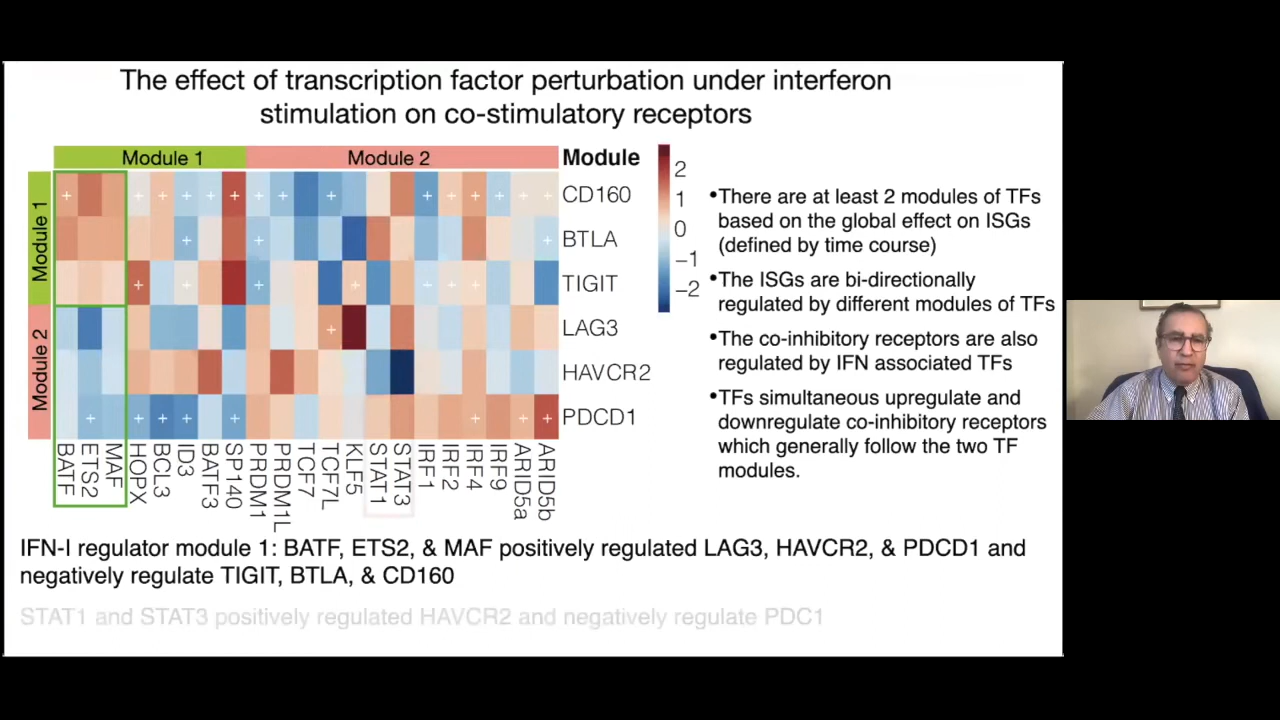 The effect of transcription factor perturbation under interferon
stimulation on co-stimulatory receptors
Module 1
Module 2
Module
Module 1
Module 2
CD160
BTLA
TIGIT
LAG3
HAVCR2
PDCD1
2
1
0
−1
−2
BATF
ETS2
MAF
HOPX
BCL3
ID3
BATF3
SP140
PRDM1
PRDM1L
TCF7
TCF7L
KLF5
STAT1
STAT3
IRF1
IRF2
IRF4
IRF9
ARID5a
ARID5b
•There are at least 2 modules of TFs
based on the global effect on ISGs
(defined by time course)
•The ISGs are bi-directionally
regulated by different modules of TFs
•The co-inhibitory receptors are also
regulated by IFN associated TFs
•TFs simultaneous upregulate and
downregulate co-inhibitory receptors
which generally follow the two TF
modules.
IFN-I regulator module 1: BATF, ETS2, & MAF positively regulated LAG3, HAVCR2, & PDCD1 and
negatively regulate TIGIT, BTLA, & CD160
STAT1 and STAT3 positively regulated HAVCR2 and negatively regulate PDC1